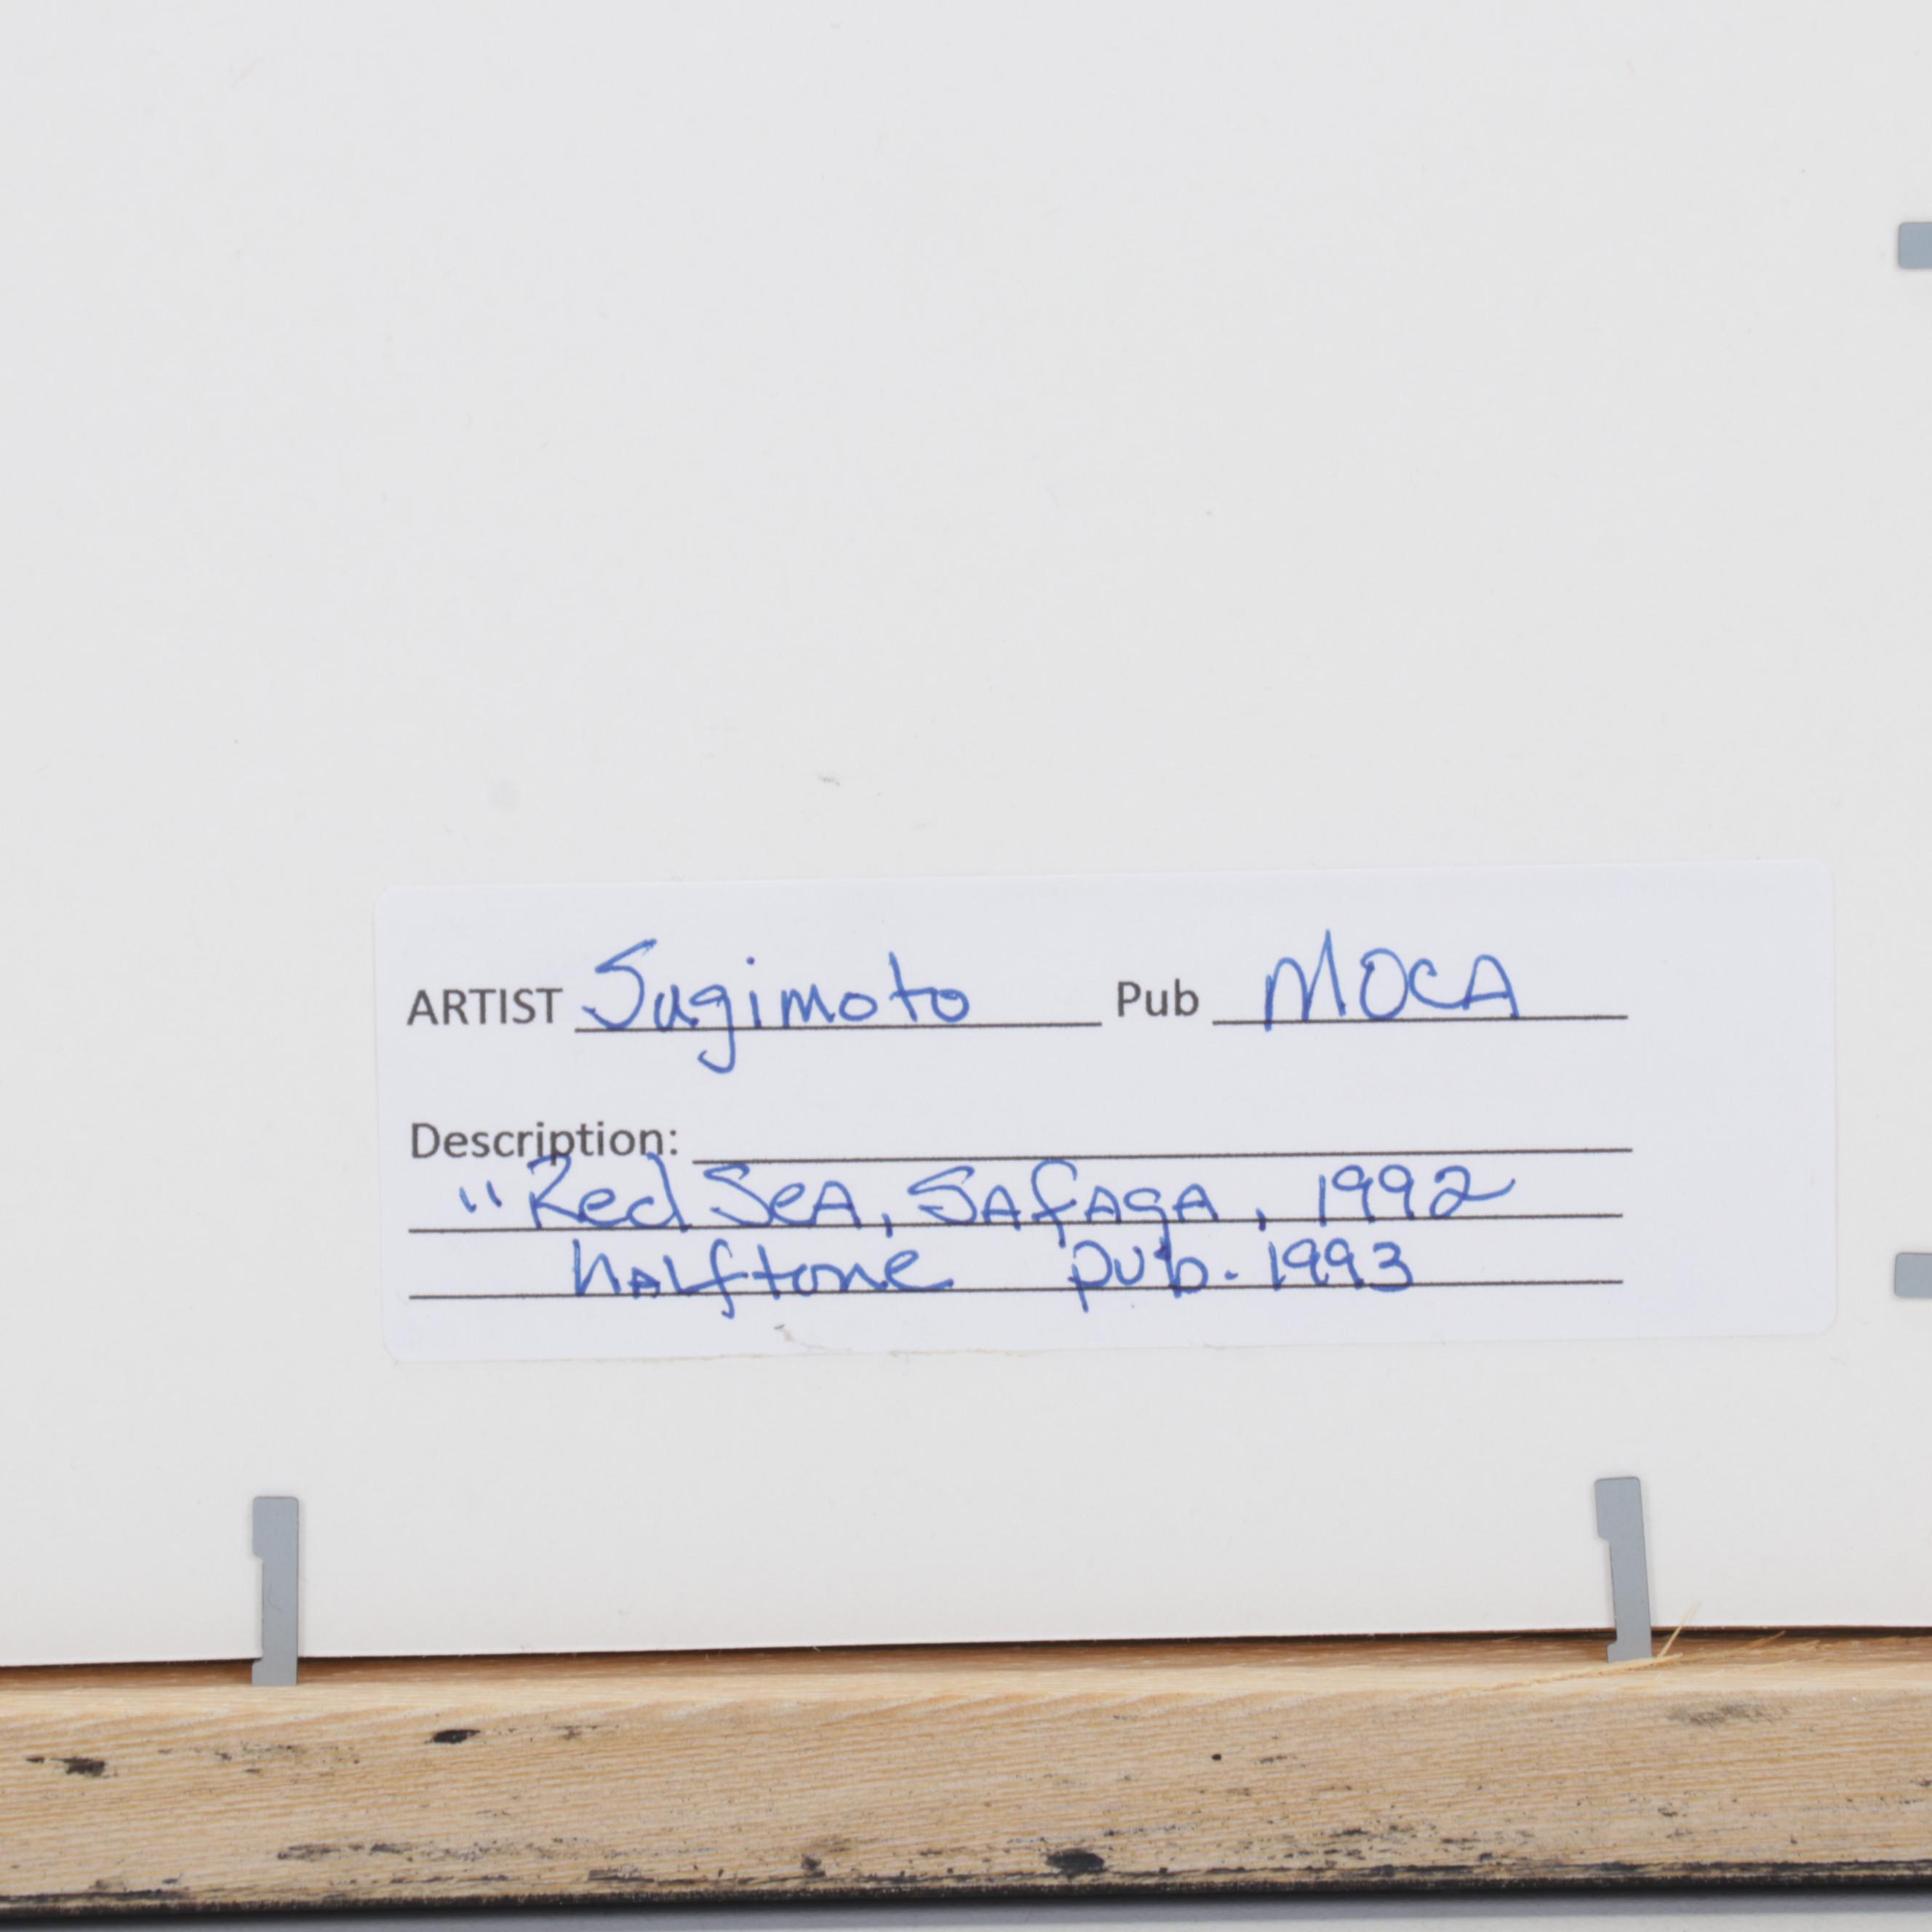 ARTIST Sugimoto Pub MOCA
Description:
"Red SeA, SAfAgA, 1992
hALftone pub. 1993